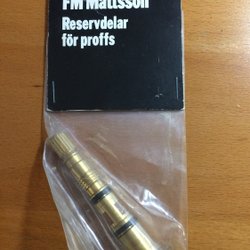 FM Mattsson
Reservdelar
för proffs